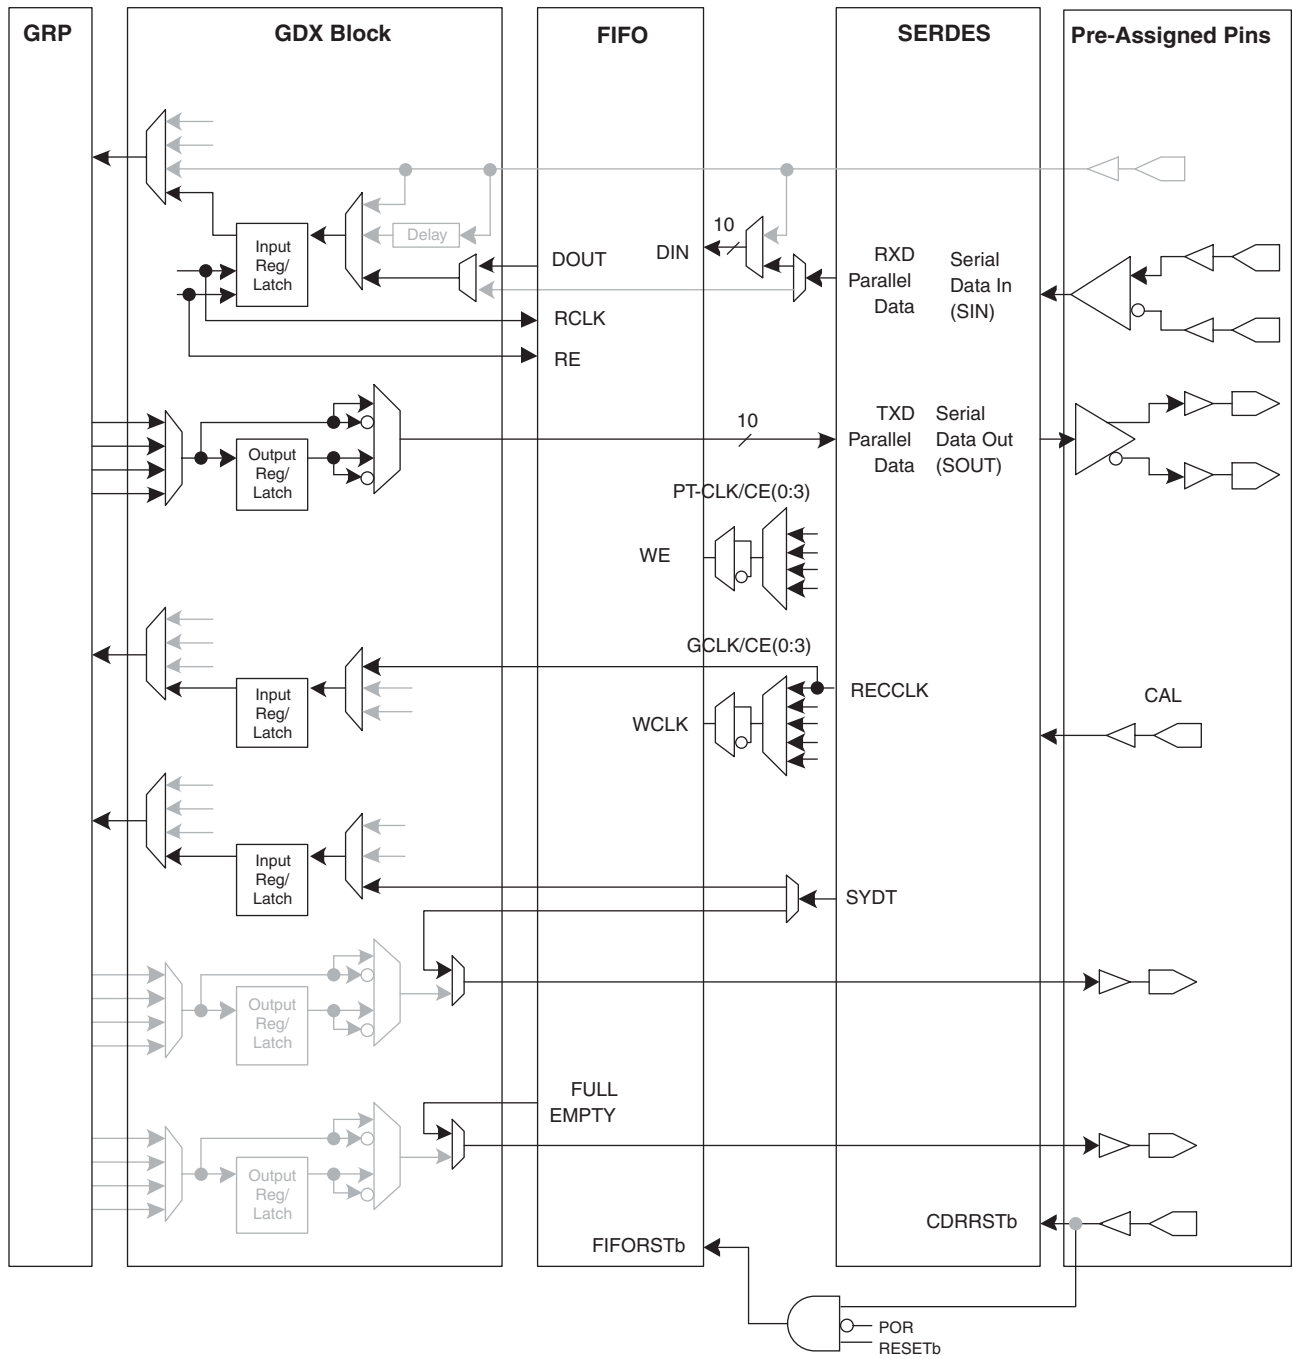 GRP
GDX Block
FIFO
SERDES
Pre-Assigned Pins
Input
Reg/
Latch
Delay
DOUT
10
DIN
RXD
Parallel
Data
Serial
Data In
(SIN)
RCLK
RE
Output
Reg/
Latch
10
TXD
Parallel
Data
Serial
Data Out
(SOUT)
PT-CLK/CE(0:3)
WE
GCLK/CE(0:3)
Input
Reg/
Latch
WCLK
RECCLK
CAL
Input
Reg/
Latch
SYDT
Output
Reg/
Latch
FULL
EMPTY
Output
Reg/
Latch
CDRRSTb
FIFORSTb
POR
RESETb